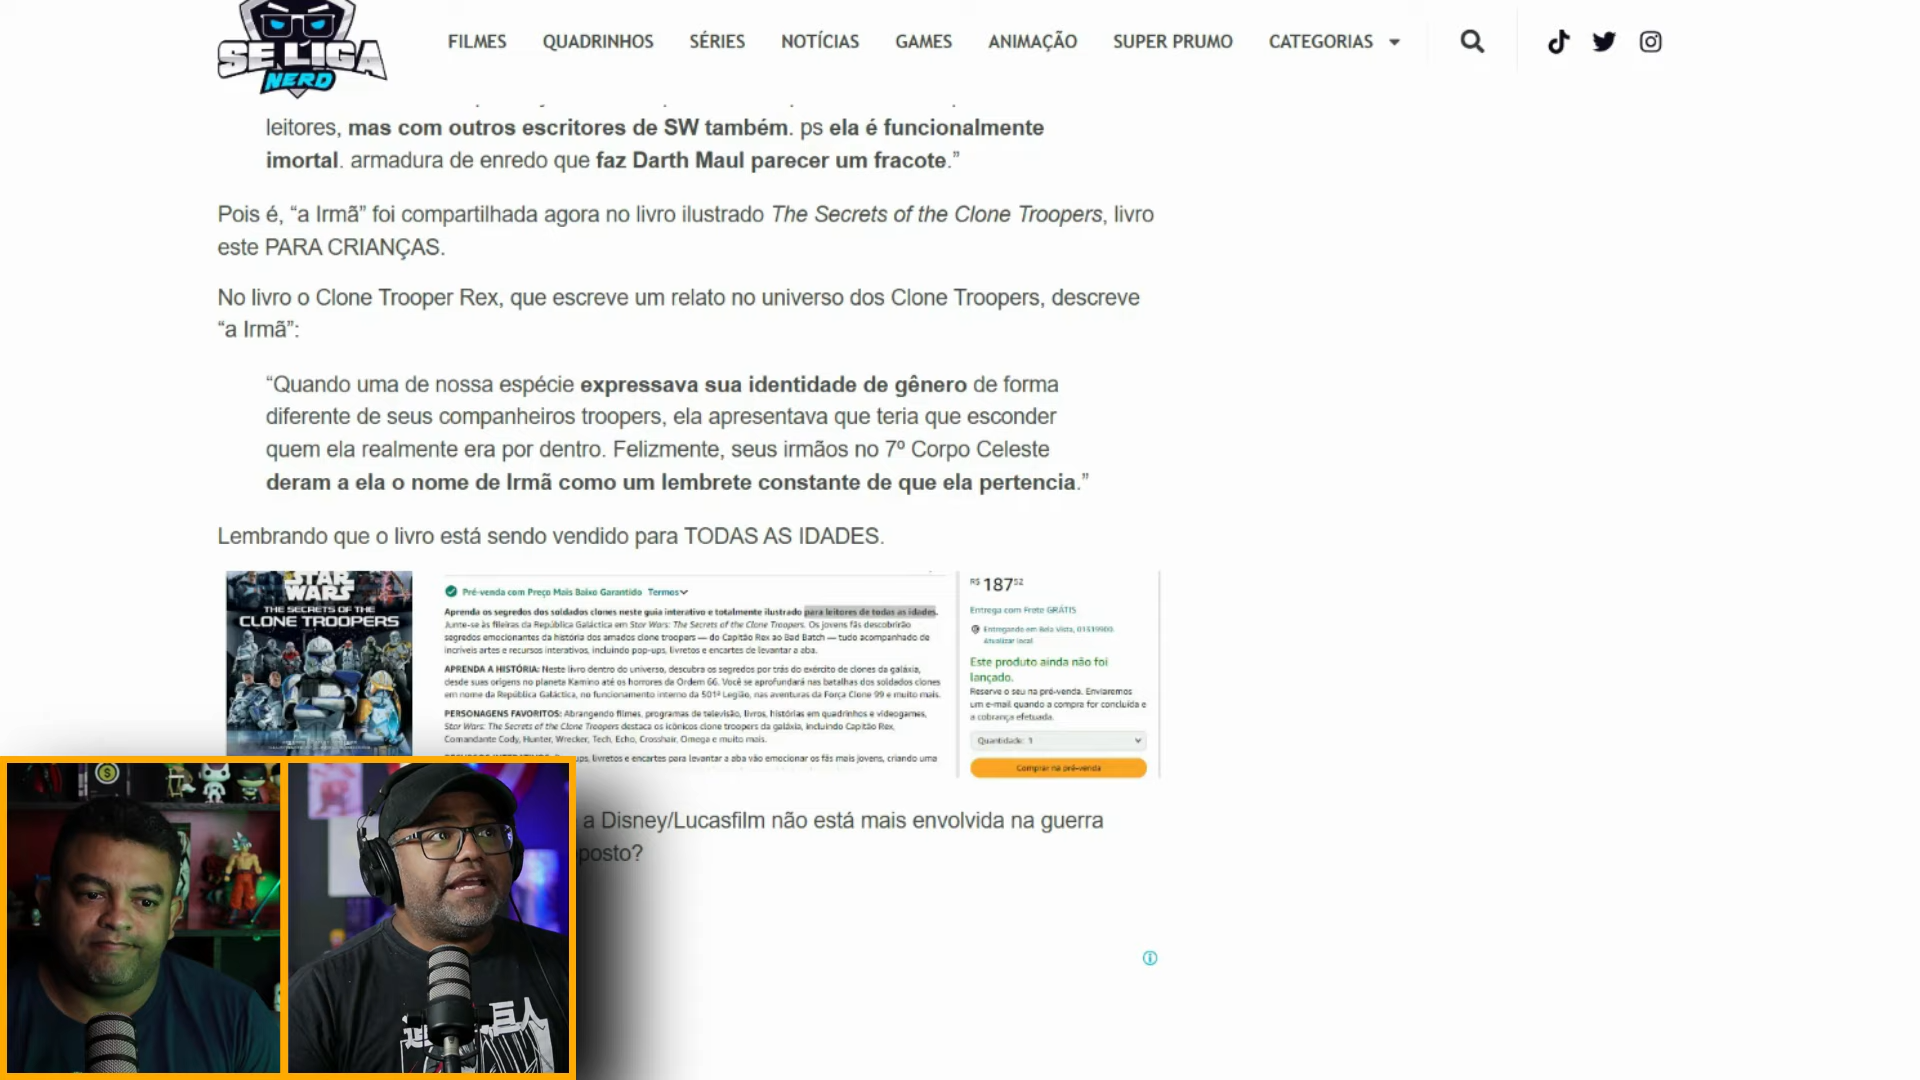 SE LIGA
NERD
FILMES QUADRINHOS SÉRIES NOTÍCIAS GAMES ANIMAÇÃO SUPER PRUMO CATEGORIAS
leitores, mas com outros escritores de SW também. ps ela é funcionalmente
imortal. armadura de enredo que faz Darth Maul parecer um fracote.”
Pois é, “a Irmã” foi compartilhada agora no livro ilustrado The Secrets of the Clone Troopers, livro
este PARA CRIANÇAS.
No livro o Clone Trooper Rex, que escreve um relato no universo dos Clone Troopers, descreve
“a Irmã”:
“Quando uma de nossa espécie expressava sua identidade de gênero de forma
diferente de seus companheiros troopers, ela apresentava que teria que esconder
quem ela realmente era por dentro. Felizmente, seus irmãos no 7º Corpo Celeste
deram a ela o nome de Irmã como um lembrete constante de que ela pertencia.”
Lembrando que o livro está sendo vendido para TODAS AS IDADES.
STAR
WARS
THE SECRETS OF THE
CLONE TROOPERS
Pré-venda com Preço Mais Baixo Garantido Termos
Aprenda os segredos dos soldados clones neste guia interativo e totalmente ilustrado para leitores de todas as idades.
Junte-se às fileiras da República Galáctica em Star Wars: The Secrets of the Clone Troopers. Os jovens fãs descobrirão
segredos emocionantes da história dos amados clone troopers — do Capitão Rex ao Bad Batch — tudo acompanhado de
incríveis artes e recursos interativos, incluindo pop-ups, livretos e encartes de levantar a aba.
APRENDA A HISTÓRIA: Neste livro dentro do universo, descubra os segredos por trás do exército de clones da galáxia,
desde suas origens no planeta Kamino até os horrores da Ordem 66. Você se aprofundará nas batalhas dos soldados clones
em nome da República Galáctica, no funcionamento interno da 501ª Legião, nas aventuras da Força Clone 99 e muito mais.
PERSONAGENS FAVORITOS: Abrangendo filmes, programas de televisão, livros, histórias em quadrinhos e videogames,
Star Wars: The Secrets of the Clone Troopers destaca os icônicos clone troopers da galáxia, incluindo Capitão Rex,
Comandante Cody, Hunter, Wrecker, Tech, Echo, Crosshair, Omega e muito mais.
ups, livretos e encartes para levantar a aba vão emocionar os fãs mais jovens, criando uma
R$ 18752
Entrega com Frete GRÁTIS
Entregando em Bela Vista, 01319900.
Atualizar local
Este produto ainda não foi
lançado.
Reserve o seu na pré-venda. Enviaremos
um e-mail quando a compra for concluída e
a cobrança efetuada.
Quantidade: 1
Comprar na pré-venda
a Disney/Lucasfilm não está mais envolvida na guerra
posto?